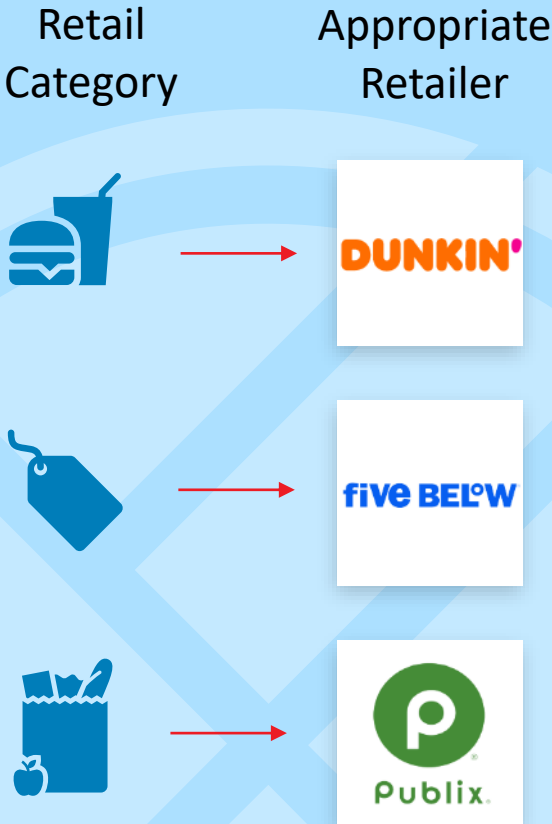 Retail
Category
Appropriate
Retailer
DUNKIN'
fiVe BELºW
Publix.